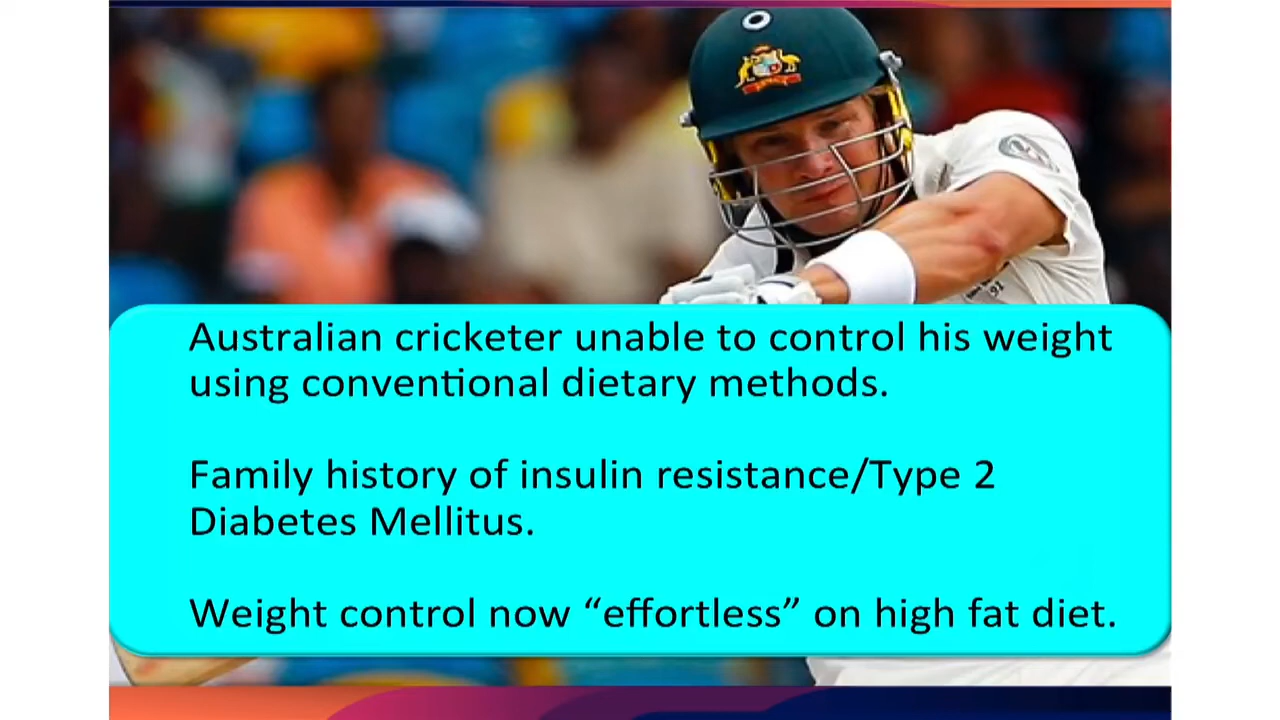 Australian cricketer unable to control his weight
using conventional dietary methods.
Family history of insulin resistance/Type 2
Diabetes Mellitus.
Weight control now “effortless” on high fat diet.